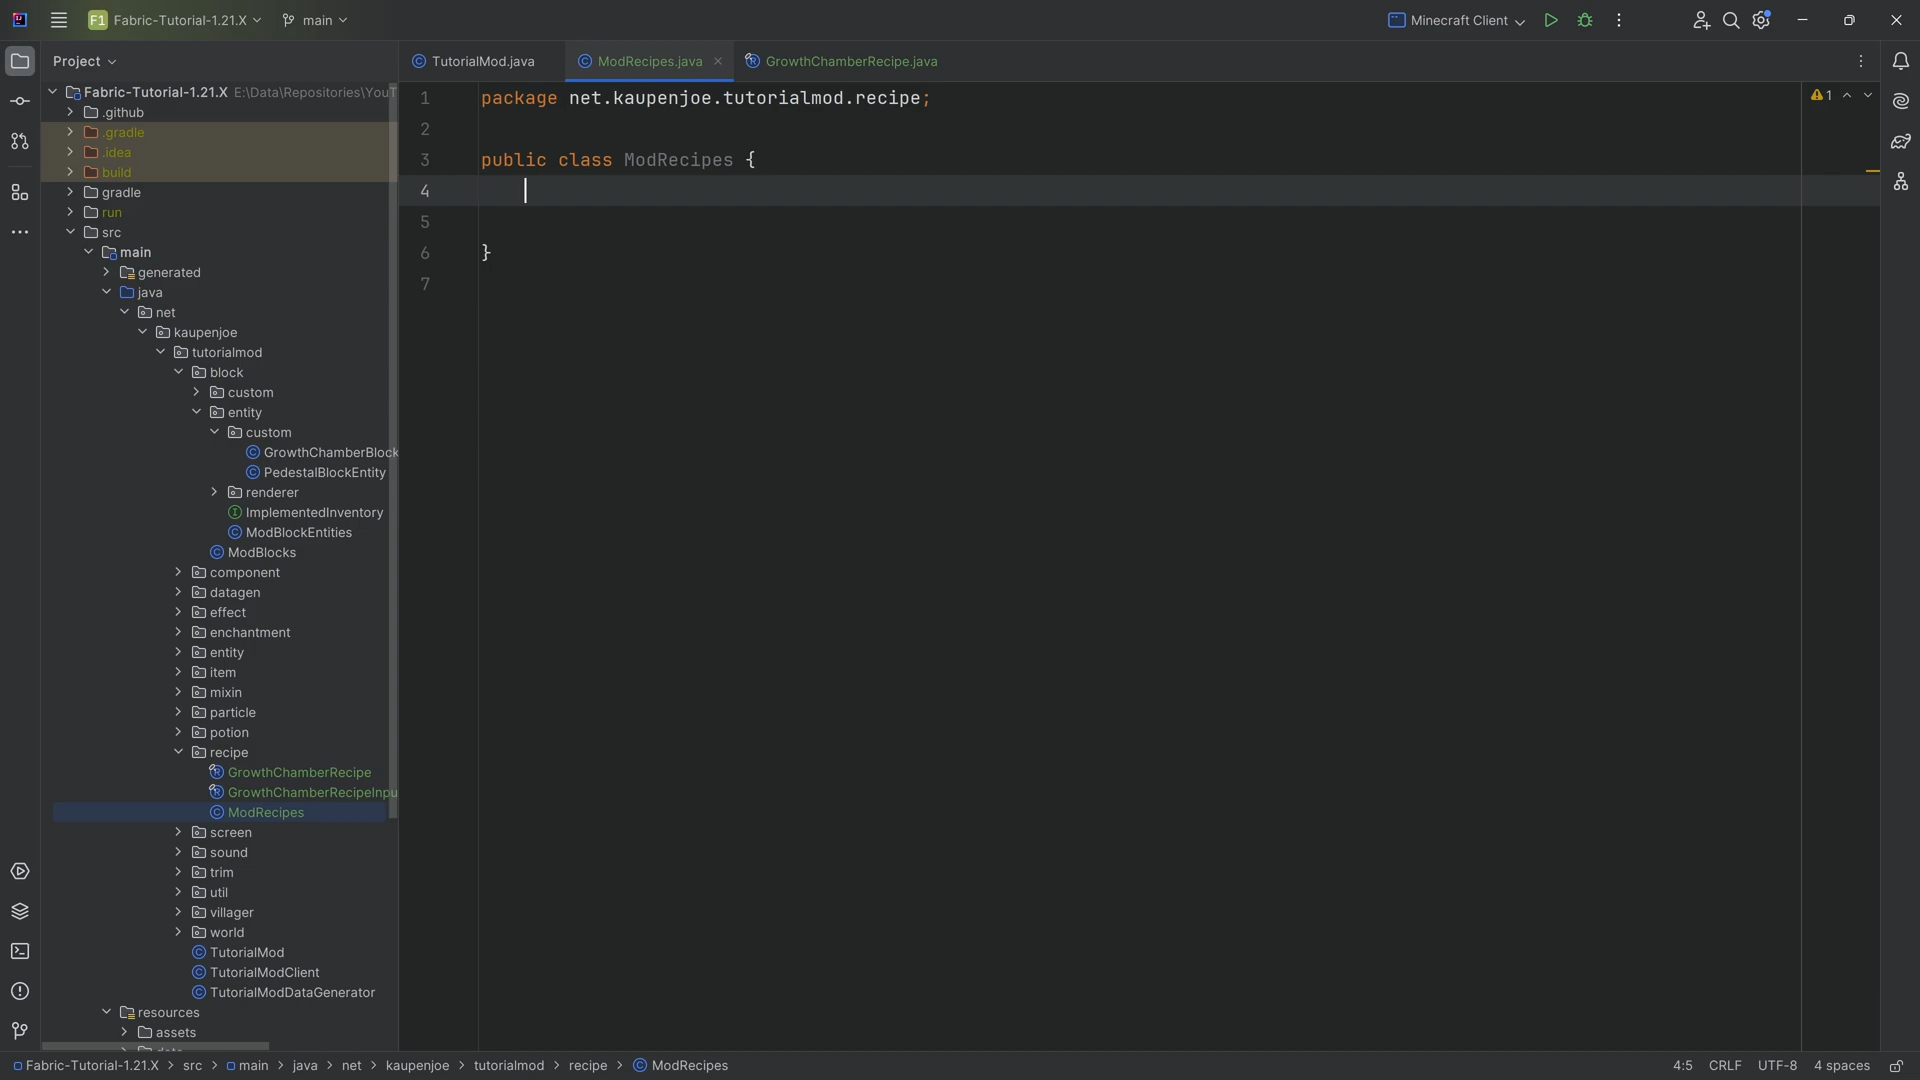 F1 Fabric-Tutorial-1.21.X main Minecraft Client
Project
TutorialMod.java ModRecipes.java GrowthChamberRecipe.java
Fabric-Tutorial-1.21.X E:\Data\Repositories\YouT
.github
.gradle
.idea
build
gradle
run
src
main
generated
java
net
kaupenjoe
tutorialmod
block
custom
entity
custom
GrowthChamberBlock
PedestalBlockEntity
renderer
ImplementedInventory
ModBlockEntities
ModBlocks
component
datagen
effect
enchantment
entity
item
mixin
particle
potion
recipe
GrowthChamberRecipe
GrowthChamberRecipeInpu
ModRecipes
screen
sound
trim
util
villager
world
TutorialMod
TutorialModClient
TutorialModDataGenerator
resources
assets
1 package net.kaupenjoe.tutorialmod.recipe;
2
3 public class ModRecipes {
4
5
6 }
7
1
Fabric-Tutorial-1.21.X > src > main > java > net > kaupenjoe > tutorialmod > recipe > ModRecipes
4:5 CRLF UTF-8 4 spaces